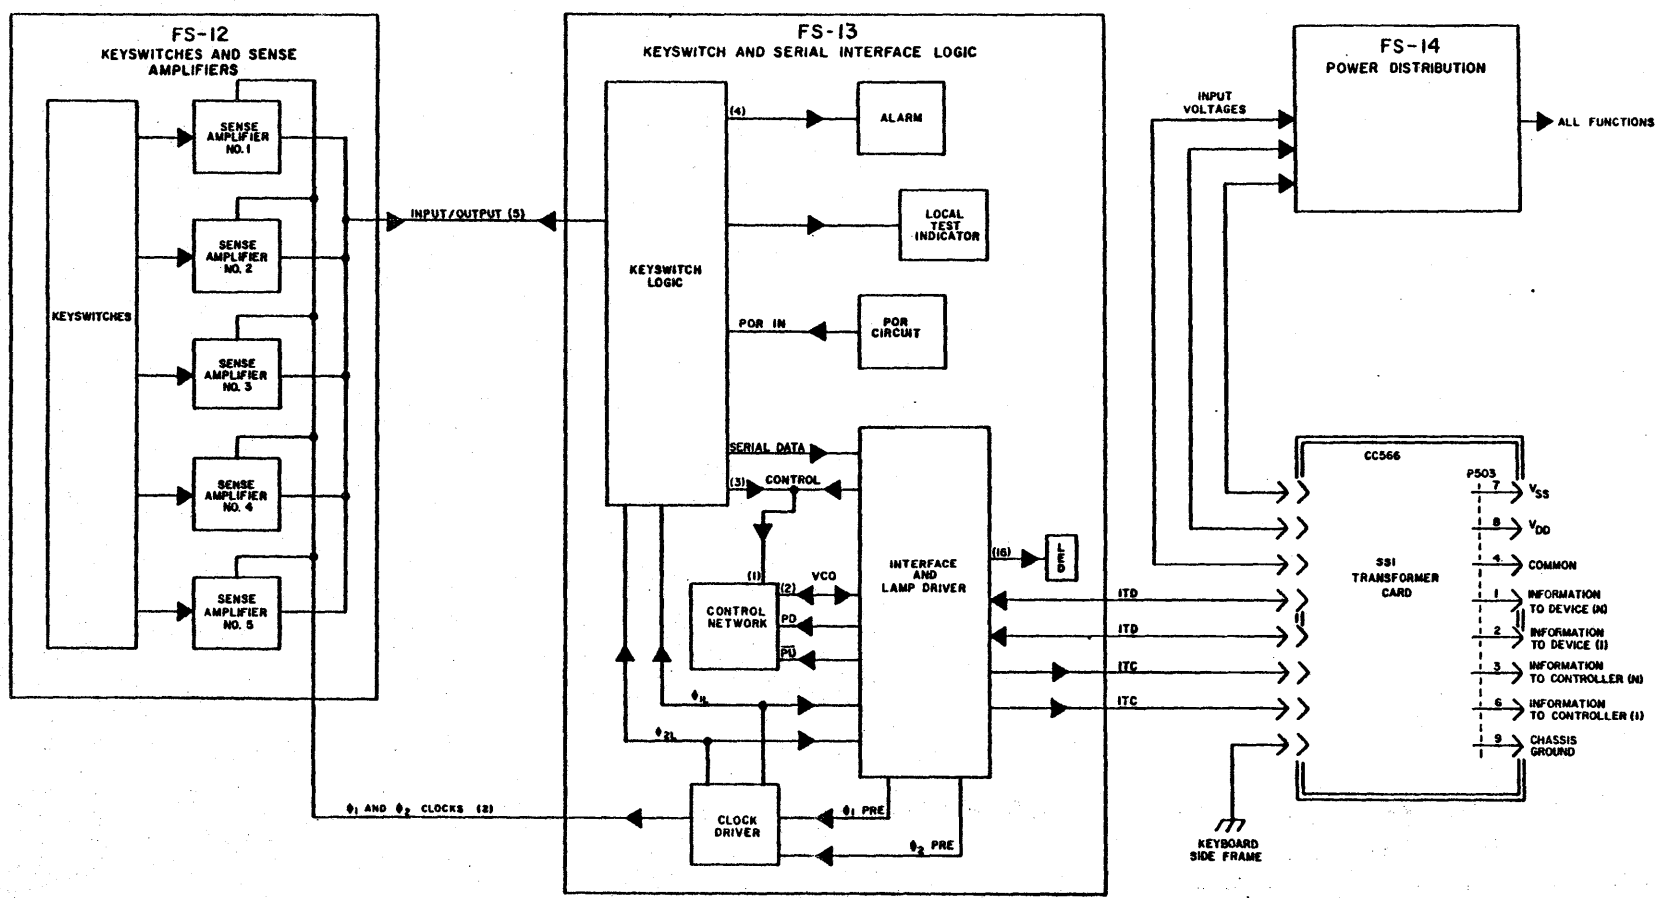 FS-12
KEYSWITCHES AND SENSE
AMPLIFIERS
KEYSWITCHES
SENSE
AMPLIFIER
NO. 1
SENSE
AMPLIFIER
NO. 2
SENSE
AMPLIFIER
NO. 3
SENSE
AMPLIFIER
NO. 4
SENSE
AMPLIFIER
NO. 5
INPUT/OUTPUT (5)
FS-13
KEYSWITCH AND SERIAL INTERFACE LOGIC
KEYSWITCH
LOGIC
(4)
ALARM
LOCAL
TEST
INDICATOR
POR IN
POR
CIRCUIT
SERIAL DATA
(3) CONTROL
INTERFACE
AND
LAMP DRIVER
(16)
LED
(1)
(2) VCO
PD
P̅U̅
CONTROL
NETWORK
ϕ1L
ϕ2L
ϕ1 AND ϕ2 CLOCKS (2)
CLOCK
DRIVER
ϕ1 PRE
ϕ2 PRE
ITD
ITD
ITC
ITC
FS-14
POWER DISTRIBUTION
INPUT
VOLTAGES
ALL FUNCTIONS
CC566
P503
SSI
TRANSFORMER
CARD
7 VSS
8 VDD
4 COMMON
1 INFORMATION
TO DEVICE (N)
2 INFORMATION
TO DEVICE (I)
3 INFORMATION
TO CONTROLLER (N)
6 INFORMATION
TO CONTROLLER (I)
9 CHASSIS
GROUND
KEYBOARD
SIDE FRAME